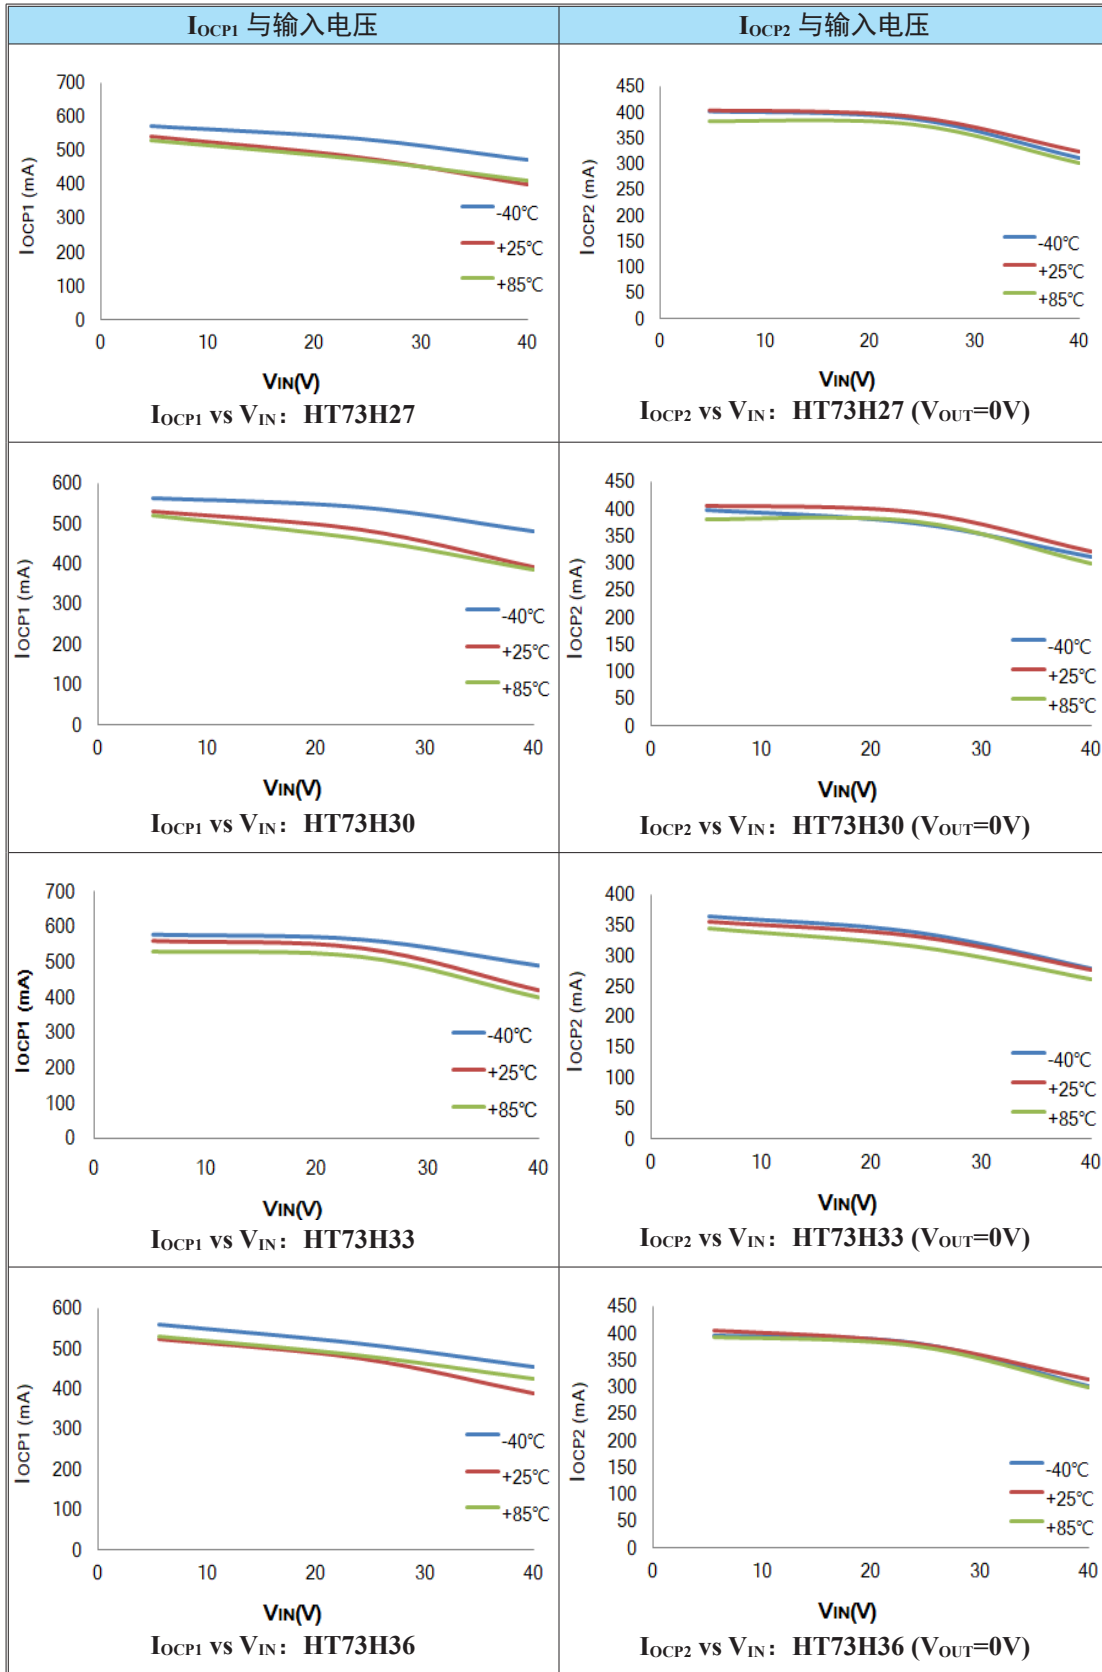 IOCP1 与输入电压
IOCP2 与输入电压
700
600
500
400
300
200
100
0
0 10 20 30 40
IOCP1 (mA)
-40℃
+25℃
+85℃
VIN(V)
IOCP1 vs VIN：HT73H27
450
400
350
300
250
200
150
100
50
0
0 10 20 30 40
IOCP2 (mA)
-40℃
+25℃
+85℃
VIN(V)
IOCP2 vs VIN：HT73H27 (VOUT=0V)
600
500
400
300
200
100
0
0 10 20 30 40
IOCP1 (mA)
-40℃
+25℃
+85℃
VIN(V)
IOCP1 vs VIN：HT73H30
450
400
350
300
250
200
150
100
50
0
0 10 20 30 40
IOCP2 (mA)
-40℃
+25℃
+85℃
VIN(V)
IOCP2 vs VIN：HT73H30 (VOUT=0V)
700
600
500
400
300
200
100
0
0 10 20 30 40
IOCP1 (mA)
-40℃
+25℃
+85℃
VIN(V)
IOCP1 vs VIN：HT73H33
400
350
300
250
200
150
100
50
0
0 10 20 30 40
IOCP2 (mA)
-40℃
+25℃
+85℃
VIN(V)
IOCP2 vs VIN：HT73H33 (VOUT=0V)
600
500
400
300
200
100
0
0 10 20 30 40
IOCP1 (mA)
-40℃
+25℃
+85℃
VIN(V)
IOCP1 vs VIN：HT73H36
450
400
350
300
250
200
150
100
50
0
0 10 20 30 40
IOCP2 (mA)
-40℃
+25℃
+85℃
VIN(V)
IOCP2 vs VIN：HT73H36 (VOUT=0V)